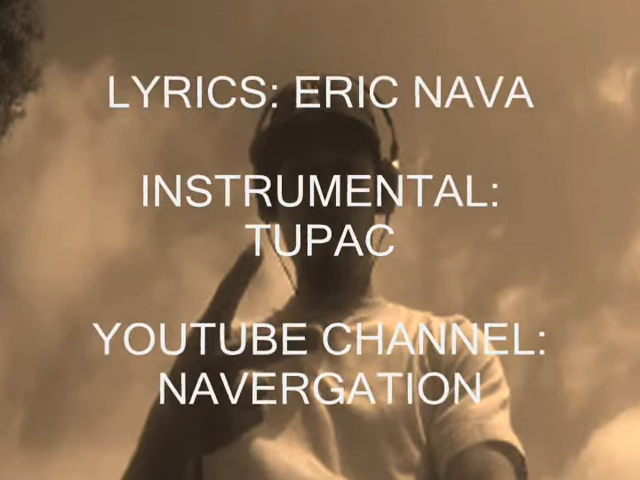 LYRICS: ERIC NAVA
INSTRUMENTAL:
TUPAC
YOUTUBE CHANNEL:
NAVERGATION